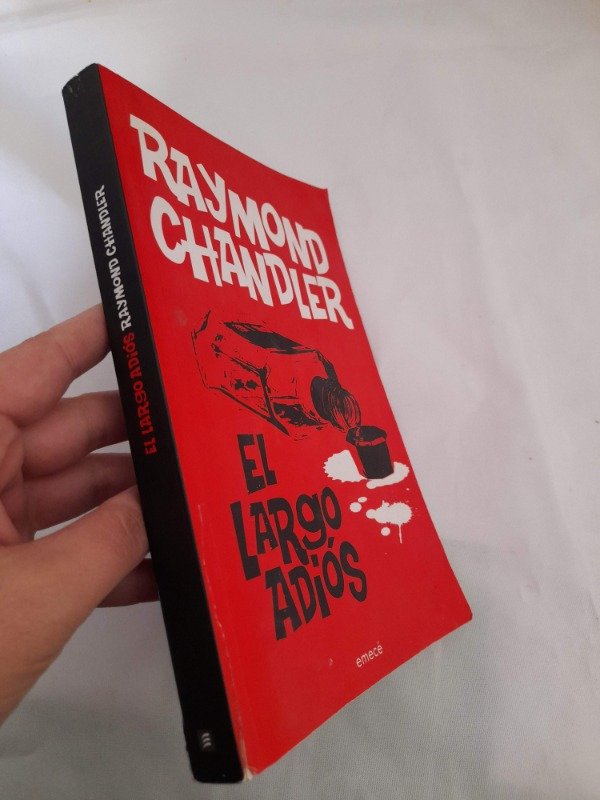 RAYMOND
CHANDLER
EL
LARGO
ADIÓS
emecé
EL LARGO ADIÓS RAYMOND CHANDLER